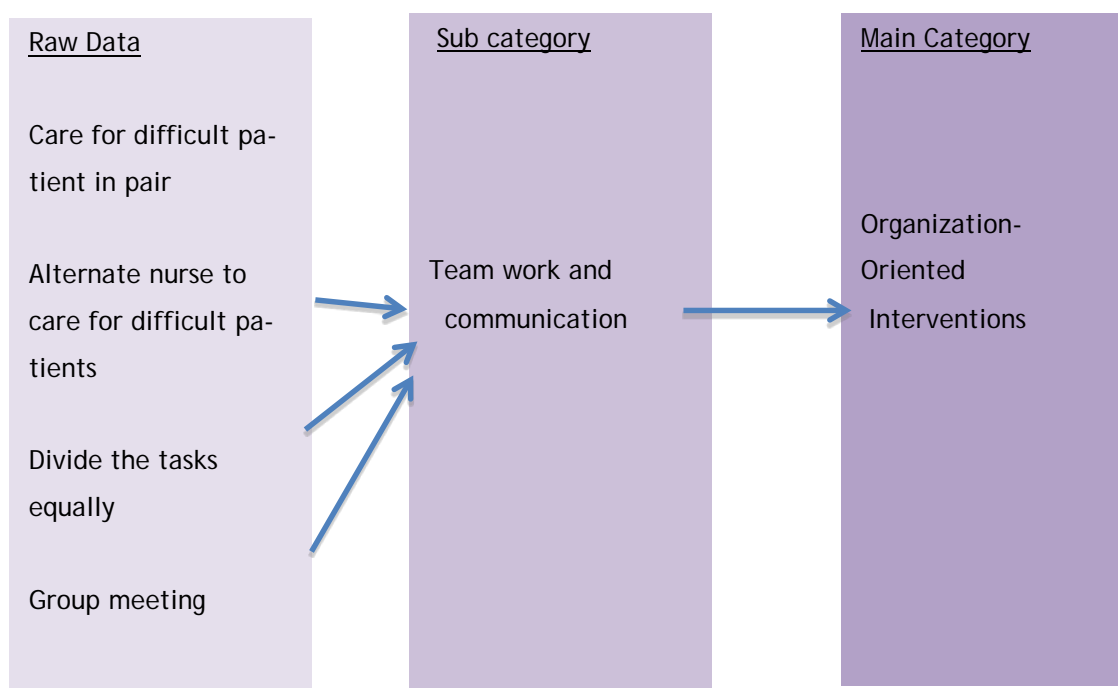 Raw Data
Care for difficult pa-
tient in pair
Alternate nurse to
care for difficult pa-
tients
Divide the tasks
equally
Group meeting
Sub category
Team work and
communication
Main Category
Organization-
Oriented
Interventions